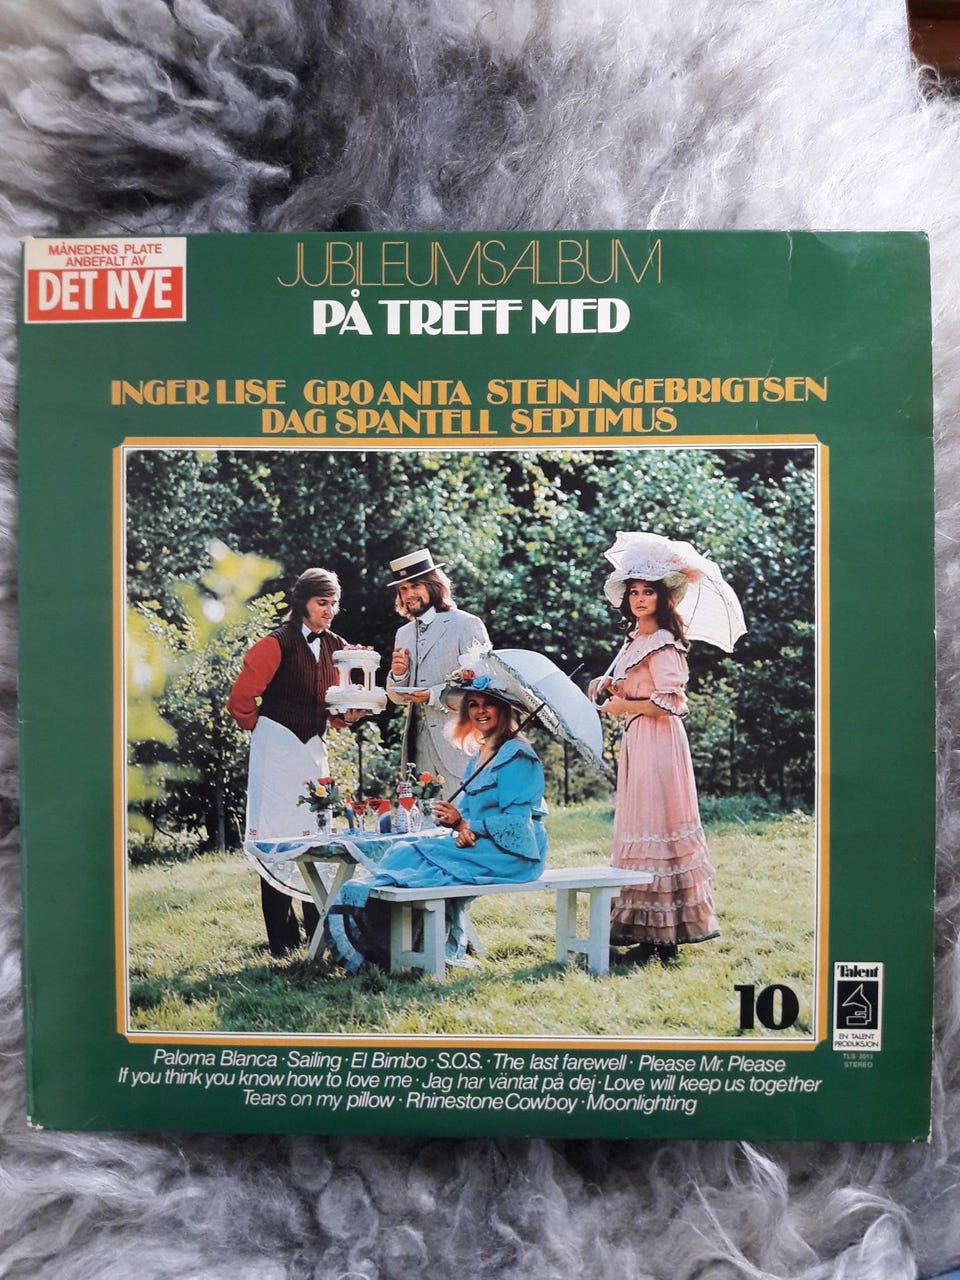 MÅNEDENS PLATE
ANBEFALT AV
DET NYE
JUBILEUMSALBUM
PÅ TREFF MED
INGER LISE GRO ANITA STEIN INGEBRIGTSEN
DAG SPANTELL SEPTIMUS
10
Talent
EN TALENT
PRODUKSJON
TLS 2013
STEREO
Paloma Blanca · Sailing · El Bimbo · S.O.S. · The last farewell · Please Mr. Please
If you think you know how to love me · Jag har väntat på dej · Love will keep us together
Tears on my pillow · Rhinestone Cowboy · Moonlighting